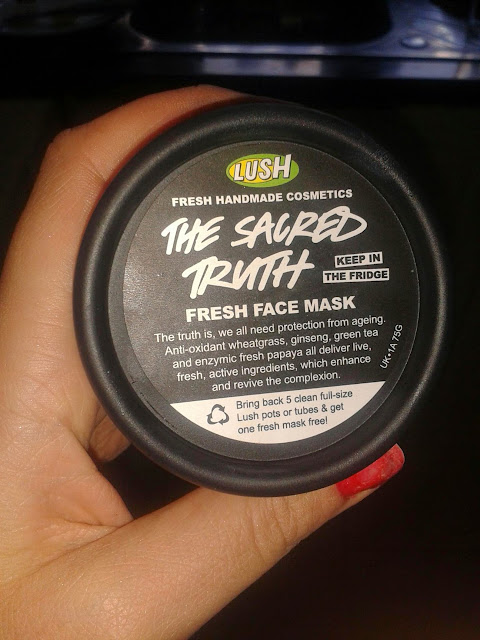 LUSH
FRESH HANDMADE COSMETICS
THE SACRED
TRUTH
KEEP IN
THE FRIDGE
FRESH FACE MASK
The truth is, we all need protection from ageing.
Anti-oxidant wheatgrass, ginseng, green tea
and enzymic fresh papaya all deliver live,
fresh, active ingredients, which enhance
and revive the complexion.
UK•1A 75G
Bring back 5 clean full-size
Lush pots or tubes & get
one fresh mask free!